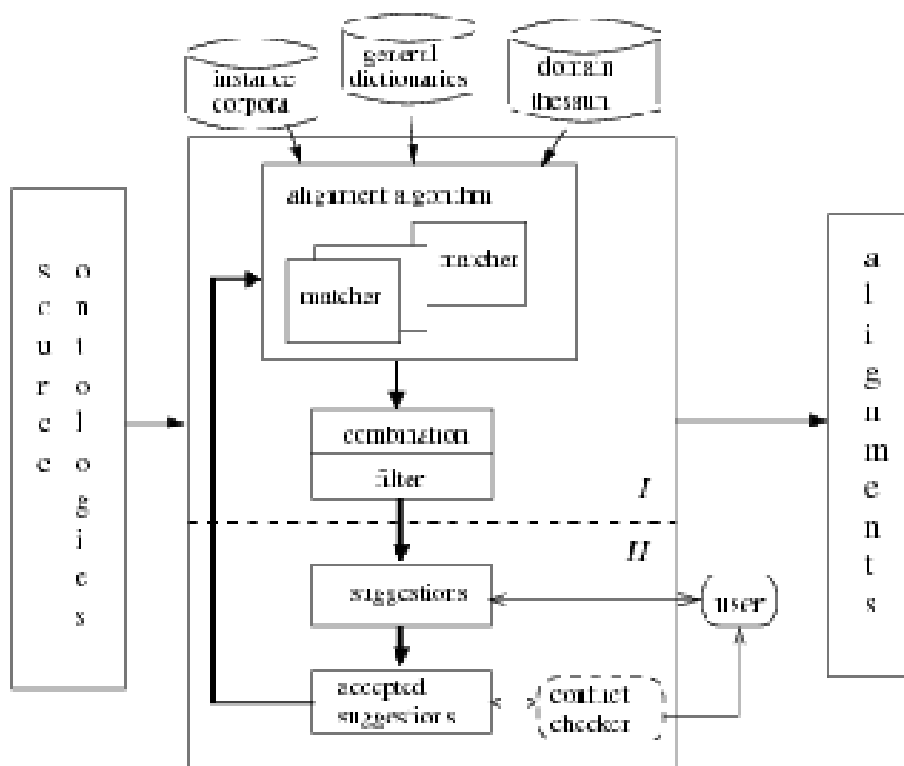 instance
corpora
general
dictionaries
domain
thesauri
alignment algorithm
matcher
matcher
source
ontologies
combination
filter
I
II
suggestions
user
accepted
suggestions
conflict
checker
alignments